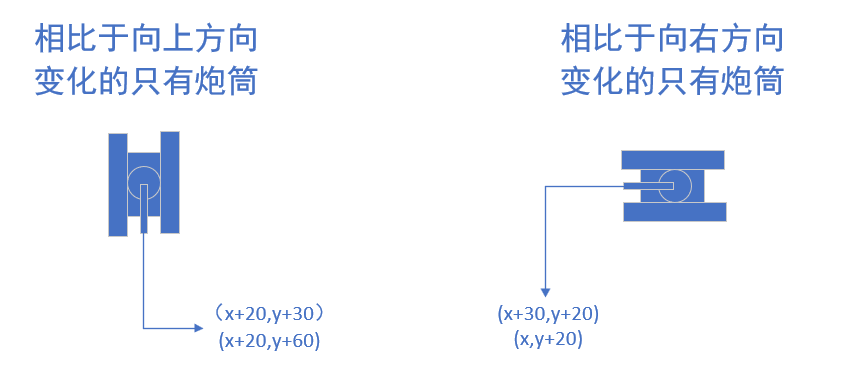 相比于向上方向
变化的只有炮筒
相比于向右方向
变化的只有炮筒
（x+20,y+30）
(x+20,y+60)
(x+30,y+20)
(x,y+20)